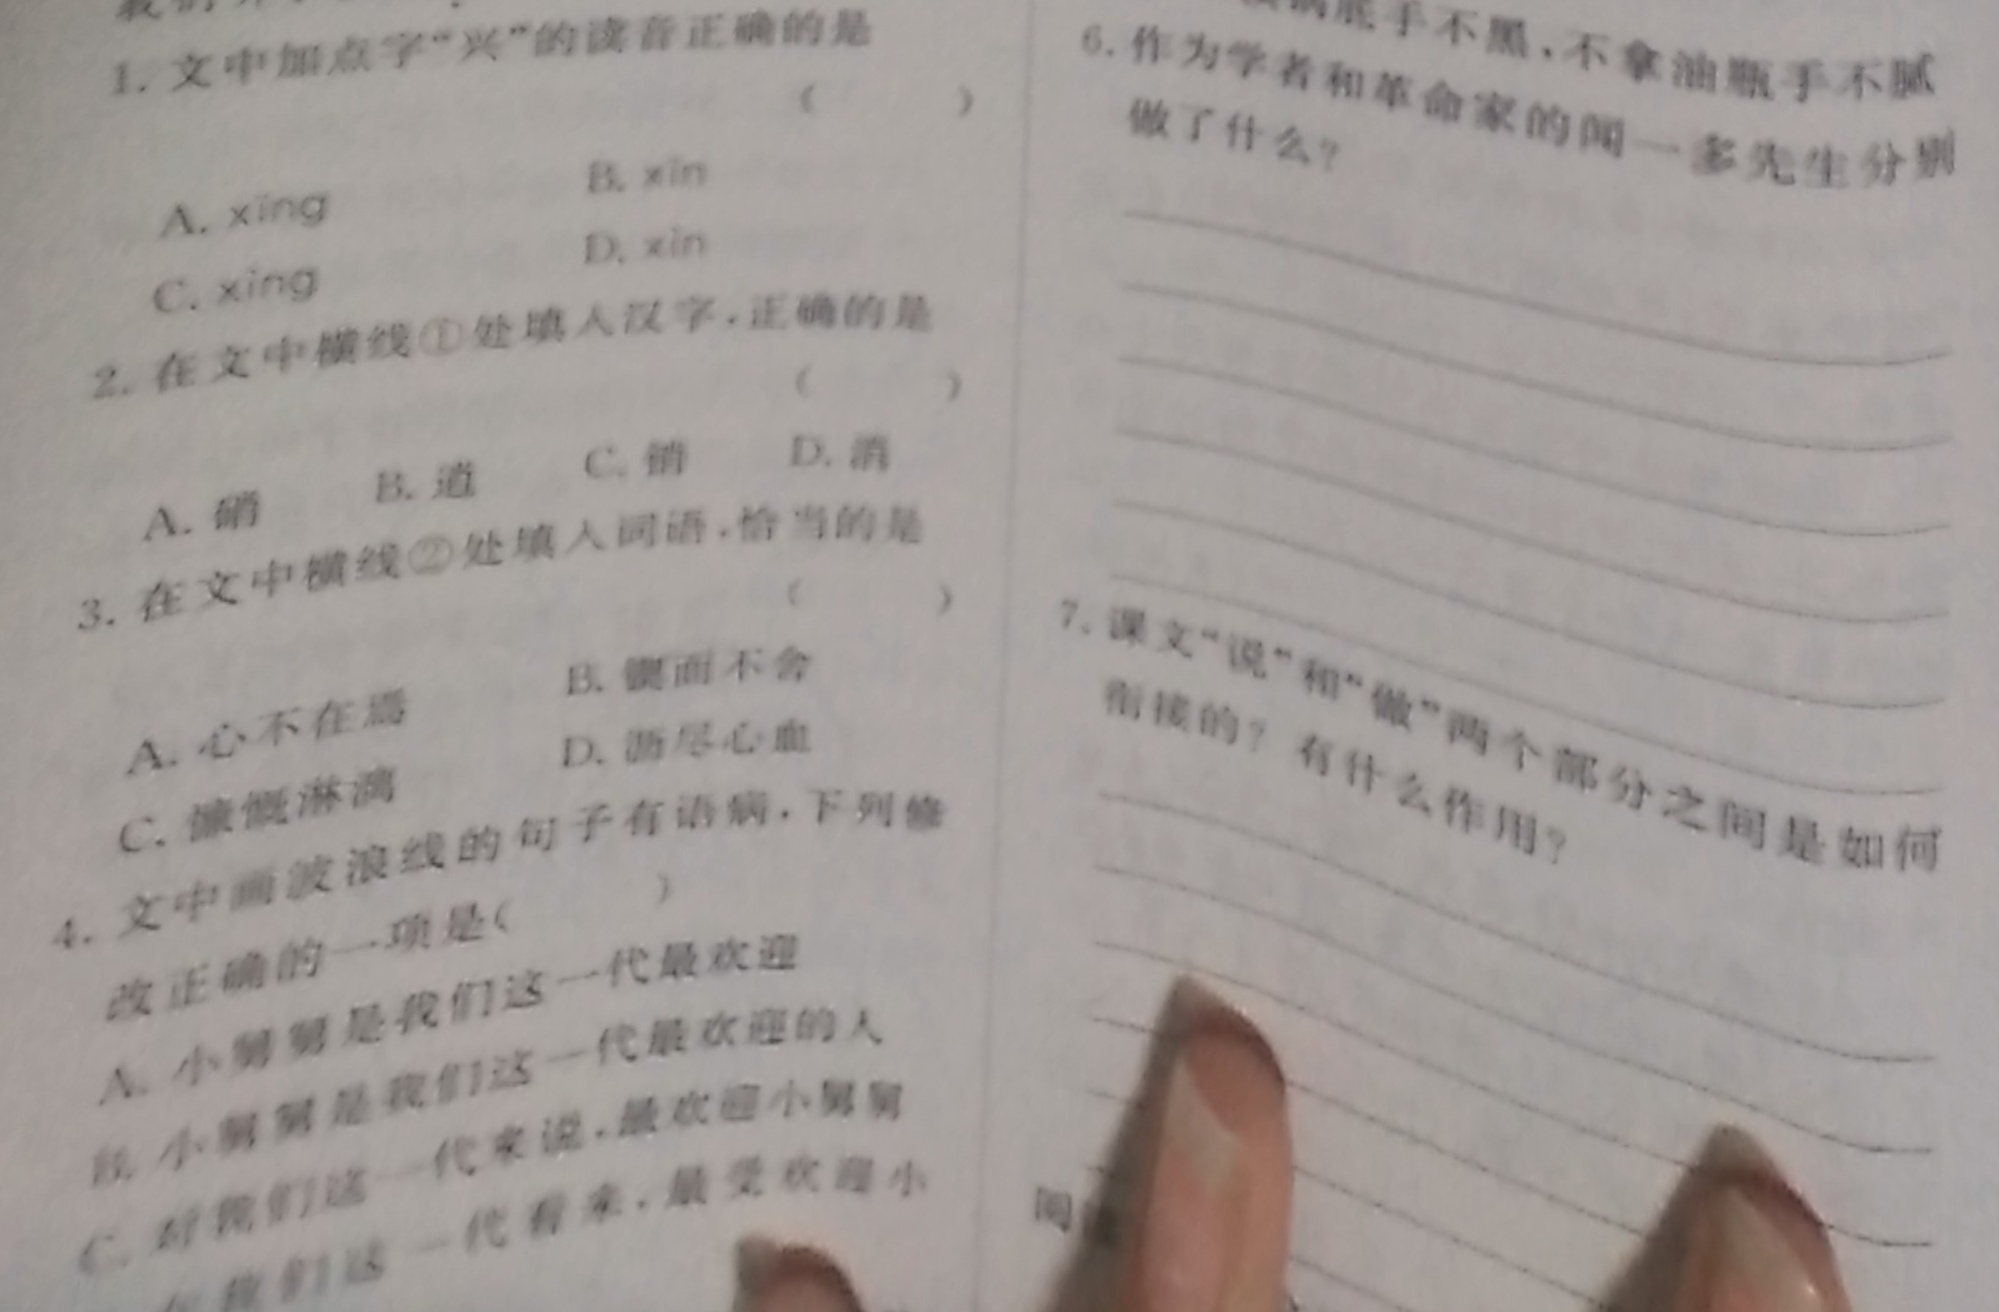 1. 文中加点字“兴”的读音正确的是
( )
A. xīng B. xīn
C. xìng D. xìn
2. 在文中横线①处填入汉字,正确的是
( )
A. 硝 B. 逍 C. 销 D. 消
3. 在文中横线②处填入词语,恰当的是
( )
A. 心不在焉 B. 锲而不舍
C. 慷慨淋漓 D. 沥尽心血
4. 文中画波浪线的句子有语病,下列修
改正确的一项是( )
A. 小舅舅是我们这一代最欢迎
B. 小舅舅是我们这一代最欢迎的人
C. 对我们这一代来说,最欢迎小舅舅
我们这一代看来,最受欢迎小
锅底手不黑,不拿油瓶手不腻
6. 作为学者和革命家的闻一多先生分别
做了什么?
7. 课文“说”和“做”两个部分之间是如何
衔接的? 有什么作用?